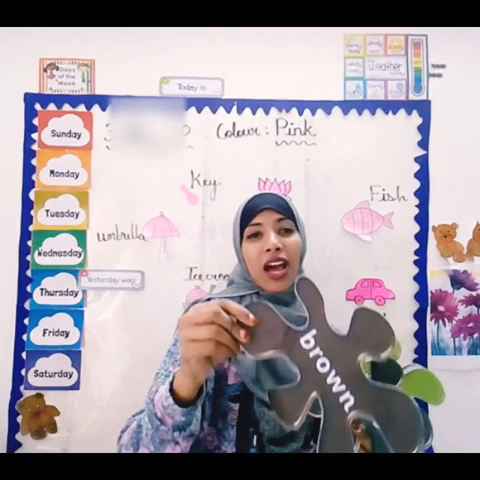 Days
of the
Week
Today is
Weather
Sunday
Monday
Tuesday
Wednesday
Thursday
Friday
Saturday
Yesterday was
Colour: Pink
Key
Fish
umbrella
brown